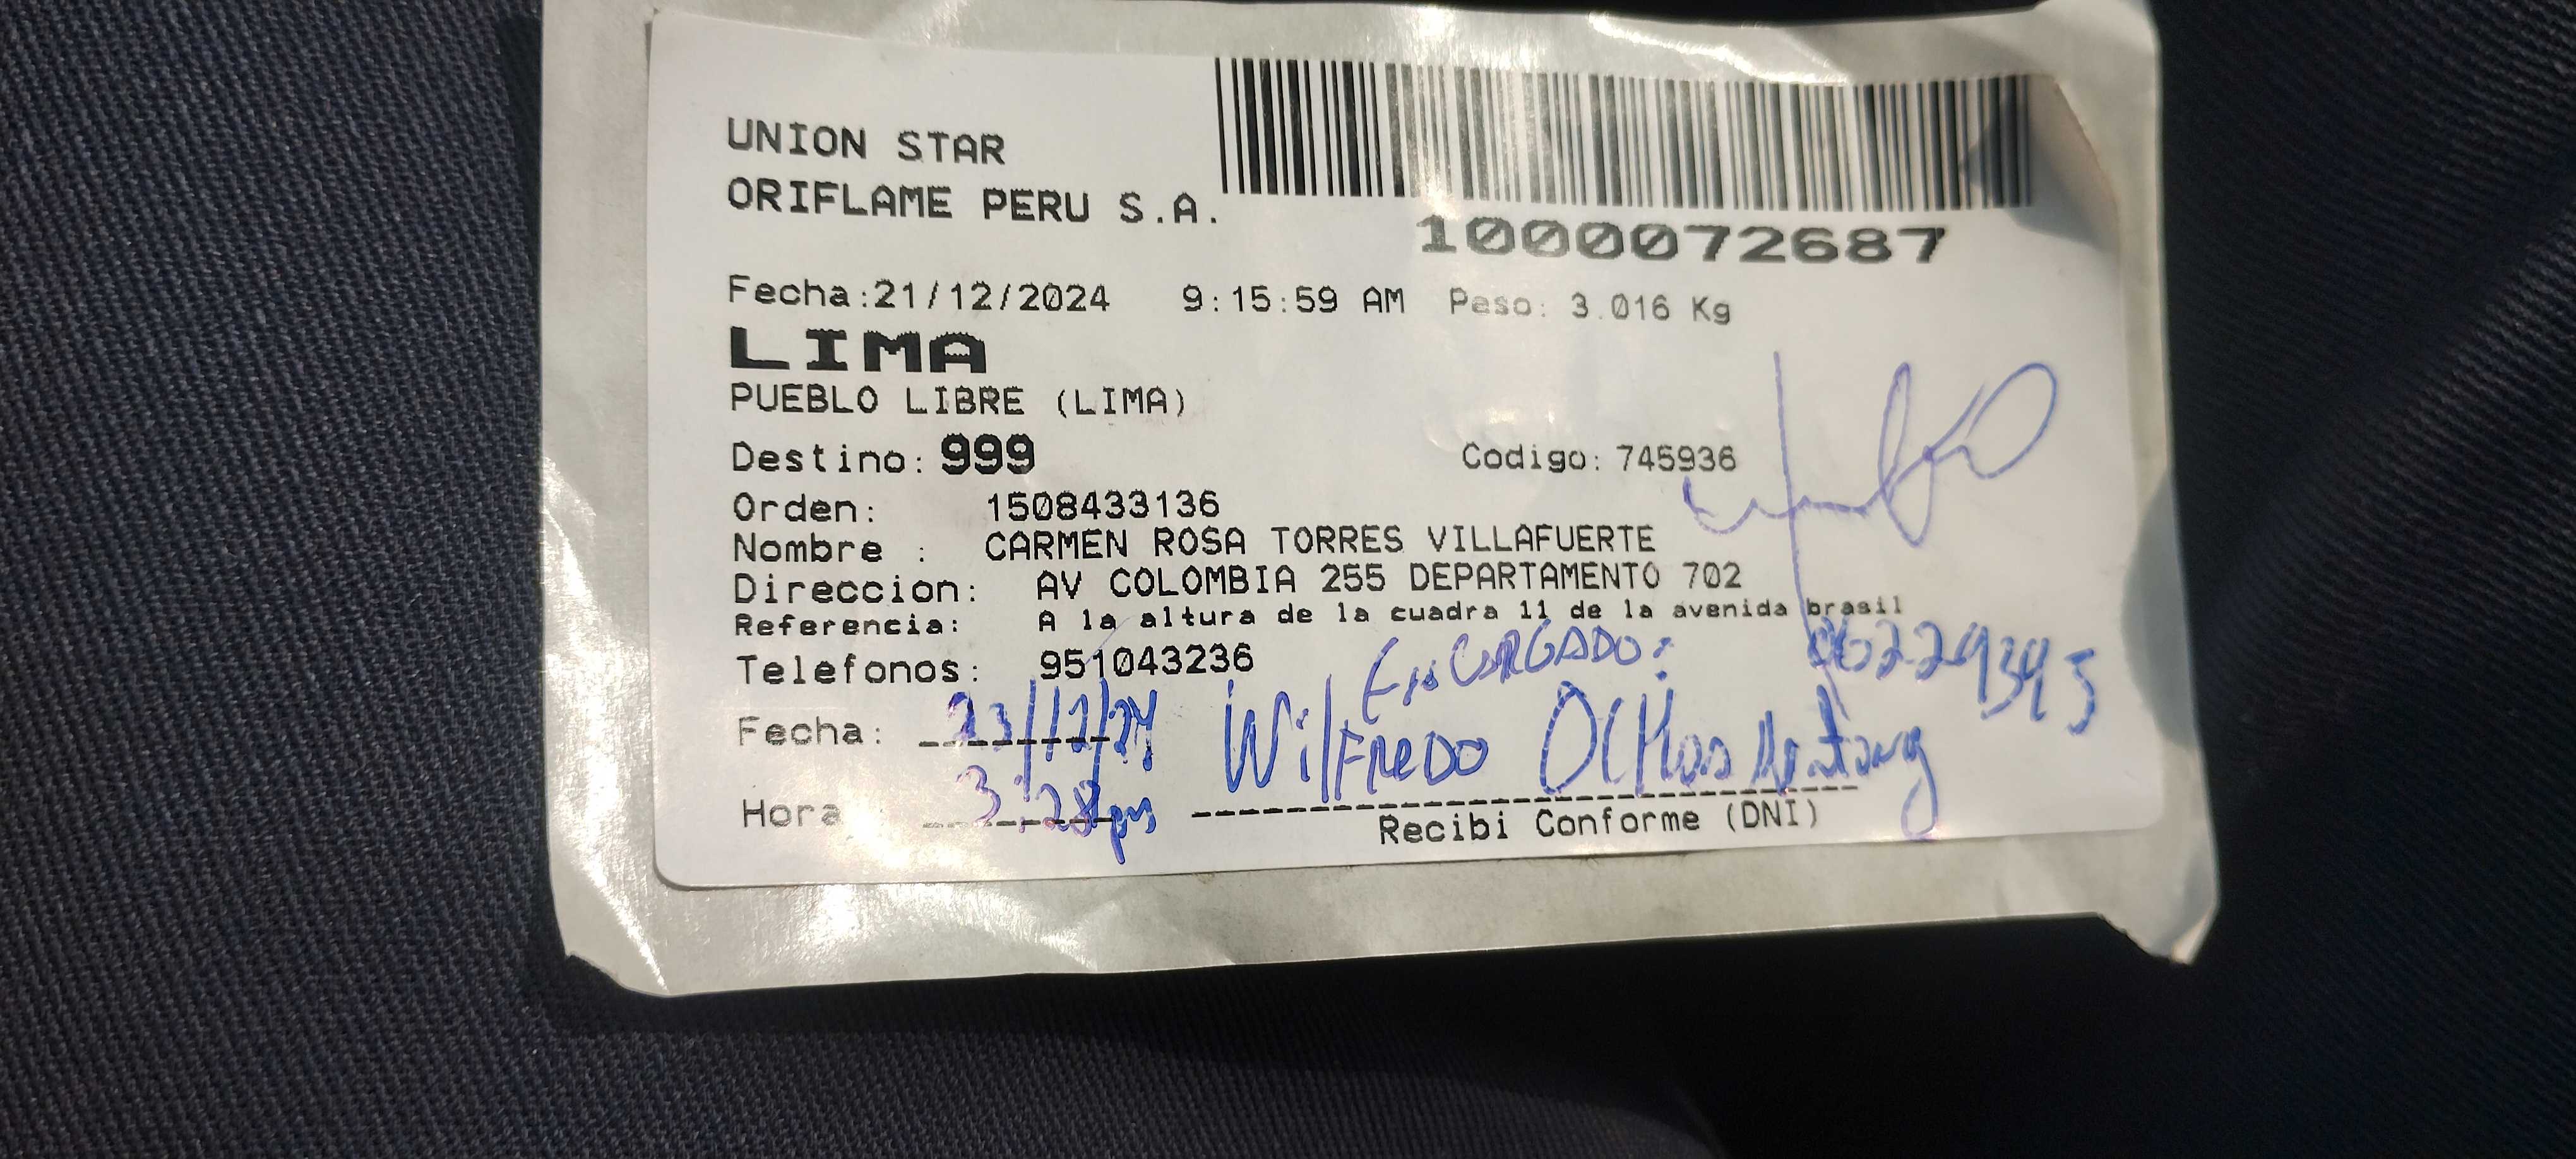 UNION STAR
ORIFLAME PERU S.A.
1000072687
Fecha:21/12/2024 9:15:59 AM Peso: 3.016 Kg
LIMA
PUEBLO LIBRE (LIMA)
Destino: 999 Codigo: 745936
Orden: 1508433136
Nombre : CARMEN ROSA TORRES VILLAFUERTE
Direccion: AV COLOMBIA 255 DEPARTAMENTO 702
Referencia: A la altura de la cuadra 11 de la avenida brasil
Telefonos: 951043236
EnCARGADO:
Fecha: 23/12/24 WilFREDO
Hora 3:28 pm
Recibi Conforme (DNI)